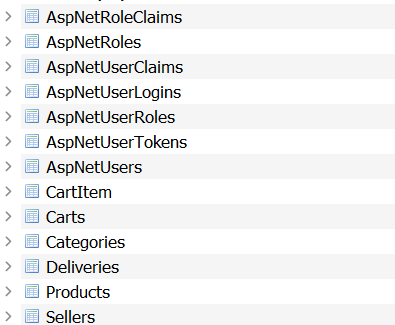 AspNetRoleClaims
AspNetRoles
AspNetUserClaims
AspNetUserLogins
AspNetUserRoles
AspNetUserTokens
AspNetUsers
CartItem
Carts
Categories
Deliveries
Products
Sellers